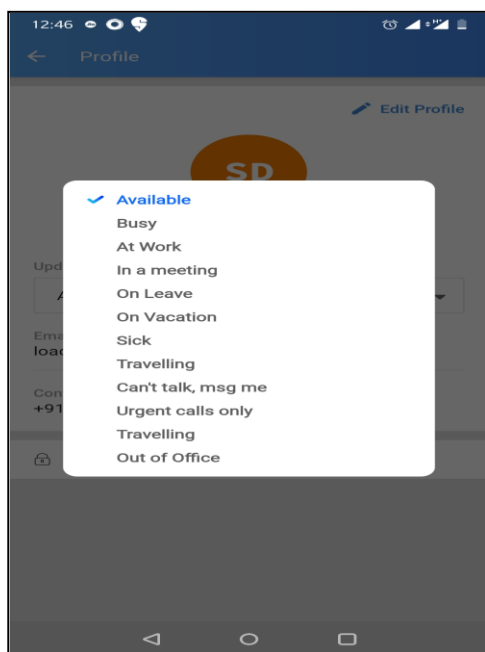 12:46
Profile
Edit Profile
SD
Available
Busy
At Work
In a meeting
On Leave
On Vacation
Sick
Travelling
Can't talk, msg me
Urgent calls only
Travelling
Out of Office
+91